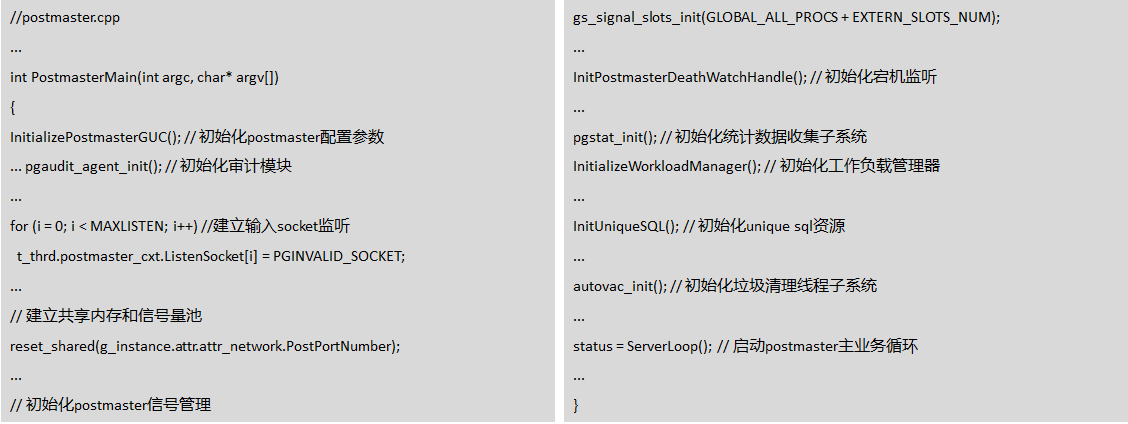 //postmaster.cpp
...
int PostmasterMain(int argc, char* argv[])
{
InitializePostmasterGUC(); // 初始化postmaster配置参数
... pgaudit_agent_init(); // 初始化审计模块
...
for (i = 0; i < MAXLISTEN; i++) //建立输入socket监听
  t_thrd.postmaster_cxt.ListenSocket[i] = PGINVALID_SOCKET;
...
// 建立共享内存和信号量池
reset_shared(g_instance.attr.attr_network.PostPortNumber);
...
// 初始化postmaster信号管理
gs_signal_slots_init(GLOBAL_ALL_PROCS + EXTERN_SLOTS_NUM);
...
InitPostmasterDeathWatchHandle(); // 初始化宕机监听
...
pgstat_init(); // 初始化统计数据收集子系统
InitializeWorkloadManager(); // 初始化工作负载管理器
...
InitUniqueSQL(); // 初始化unique sql资源
...
autovac_init(); // 初始化垃圾清理线程子系统
...
status = ServerLoop(); // 启动postmaster主业务循环
...
}